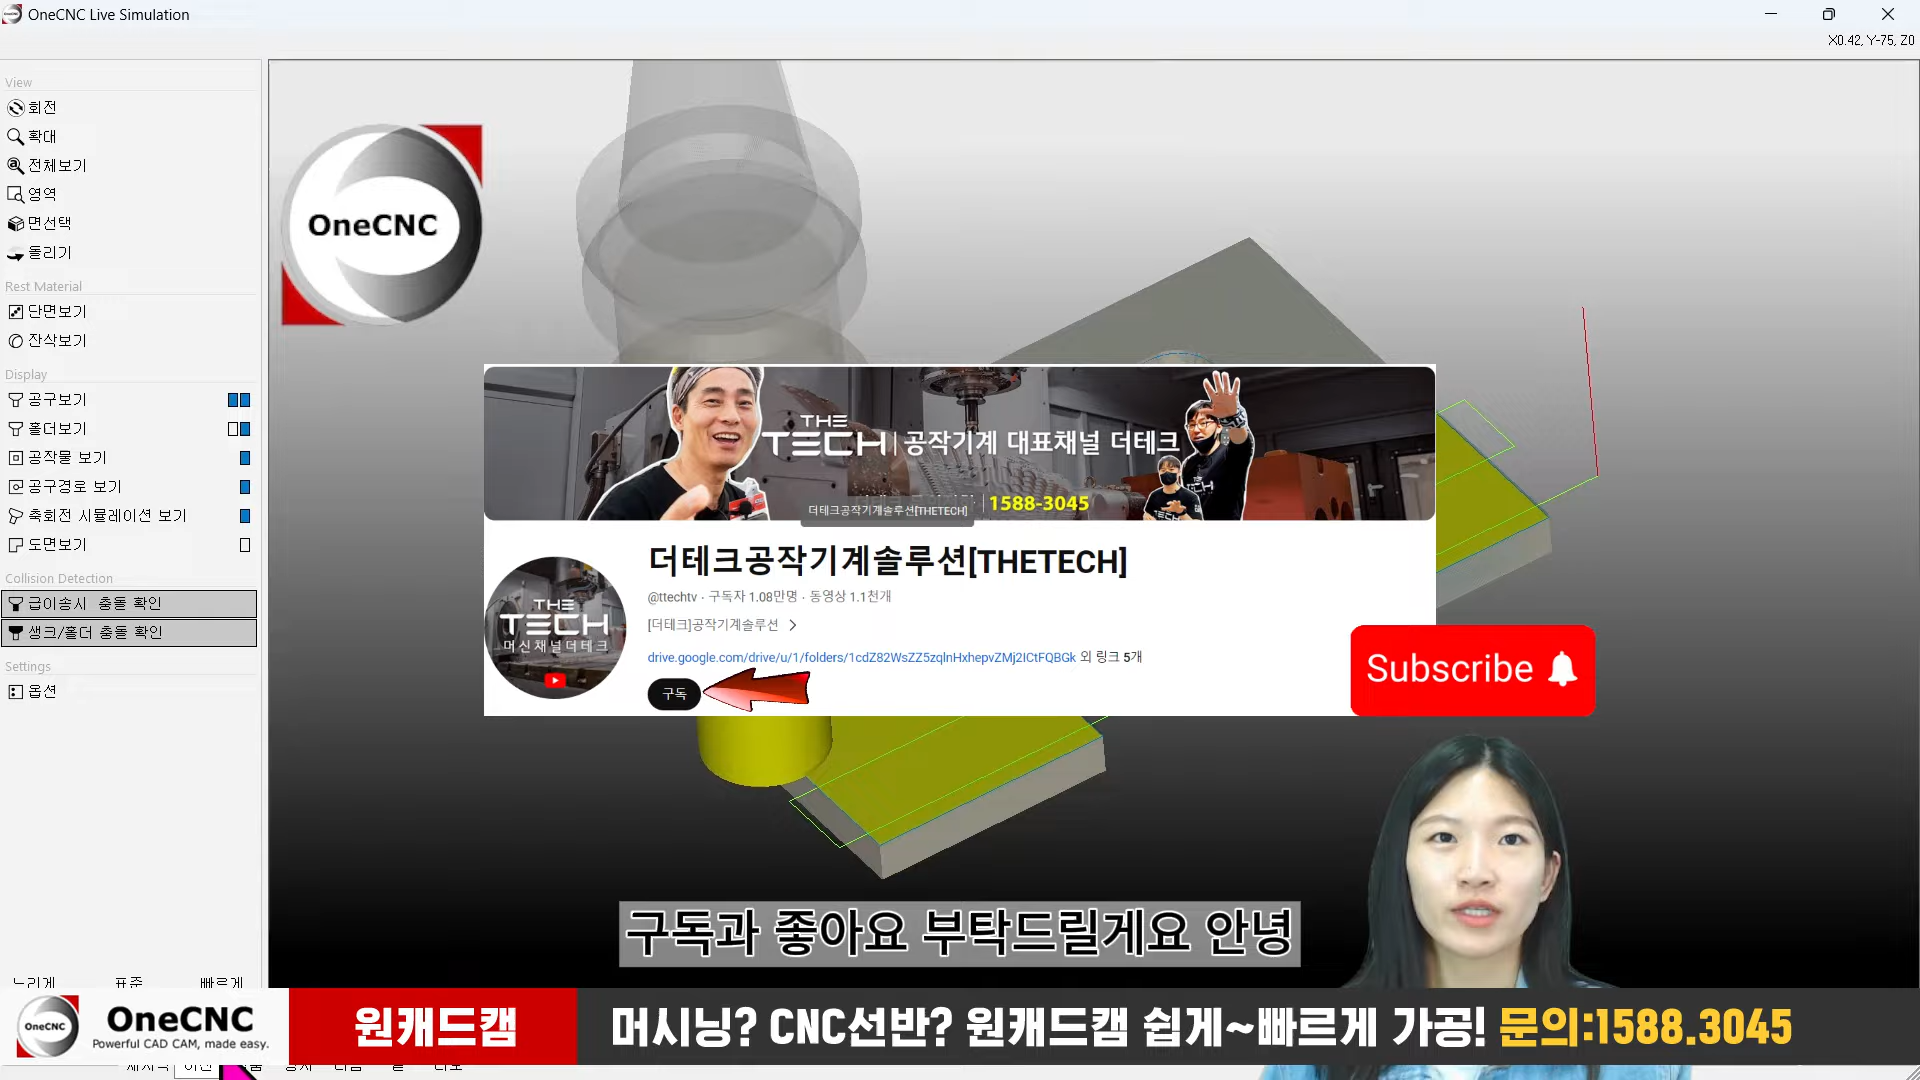 OneCNC Live Simulation
X0.42, Y-75, Z0
View
회전
확대
전체보기
영역
면선택
돌리기
Rest Material
단면보기
잔삭보기
Display
공구보기
홀더보기
공작물 보기
공구경로 보기
축회전 시뮬레이션 보기
도면보기
Collision Detection
급이송시 충돌 확인
생크/홀더 충돌 확인
Settings
옵션
OneCNC
THE
TECH 공작기계 대표채널 더테크
1588-3045
더테크공작기계솔루션[THETECH]
더테크공작기계솔루션[THETECH]
@ttechtv · 구독자 1.08만명 · 동영상 1.1천개
[더테크]공작기계솔루션
drive.google.com/drive/u/1/folders/1cdZ82WsZZ5zqlnHxhepvZMj2ICtFQBGk 외 링크 5개
구독
THE
TECH
머신채널더테크
Subscribe
구독과 좋아요 부탁드릴게요 안녕
느리게 표준 빠르게
OneCNC
OneCNC
Powerful CAD CAM, made easy.
원캐드캠
머시닝? CNC선반? 원캐드캠 쉽게~빠르게 가공! 문의:1588.3045